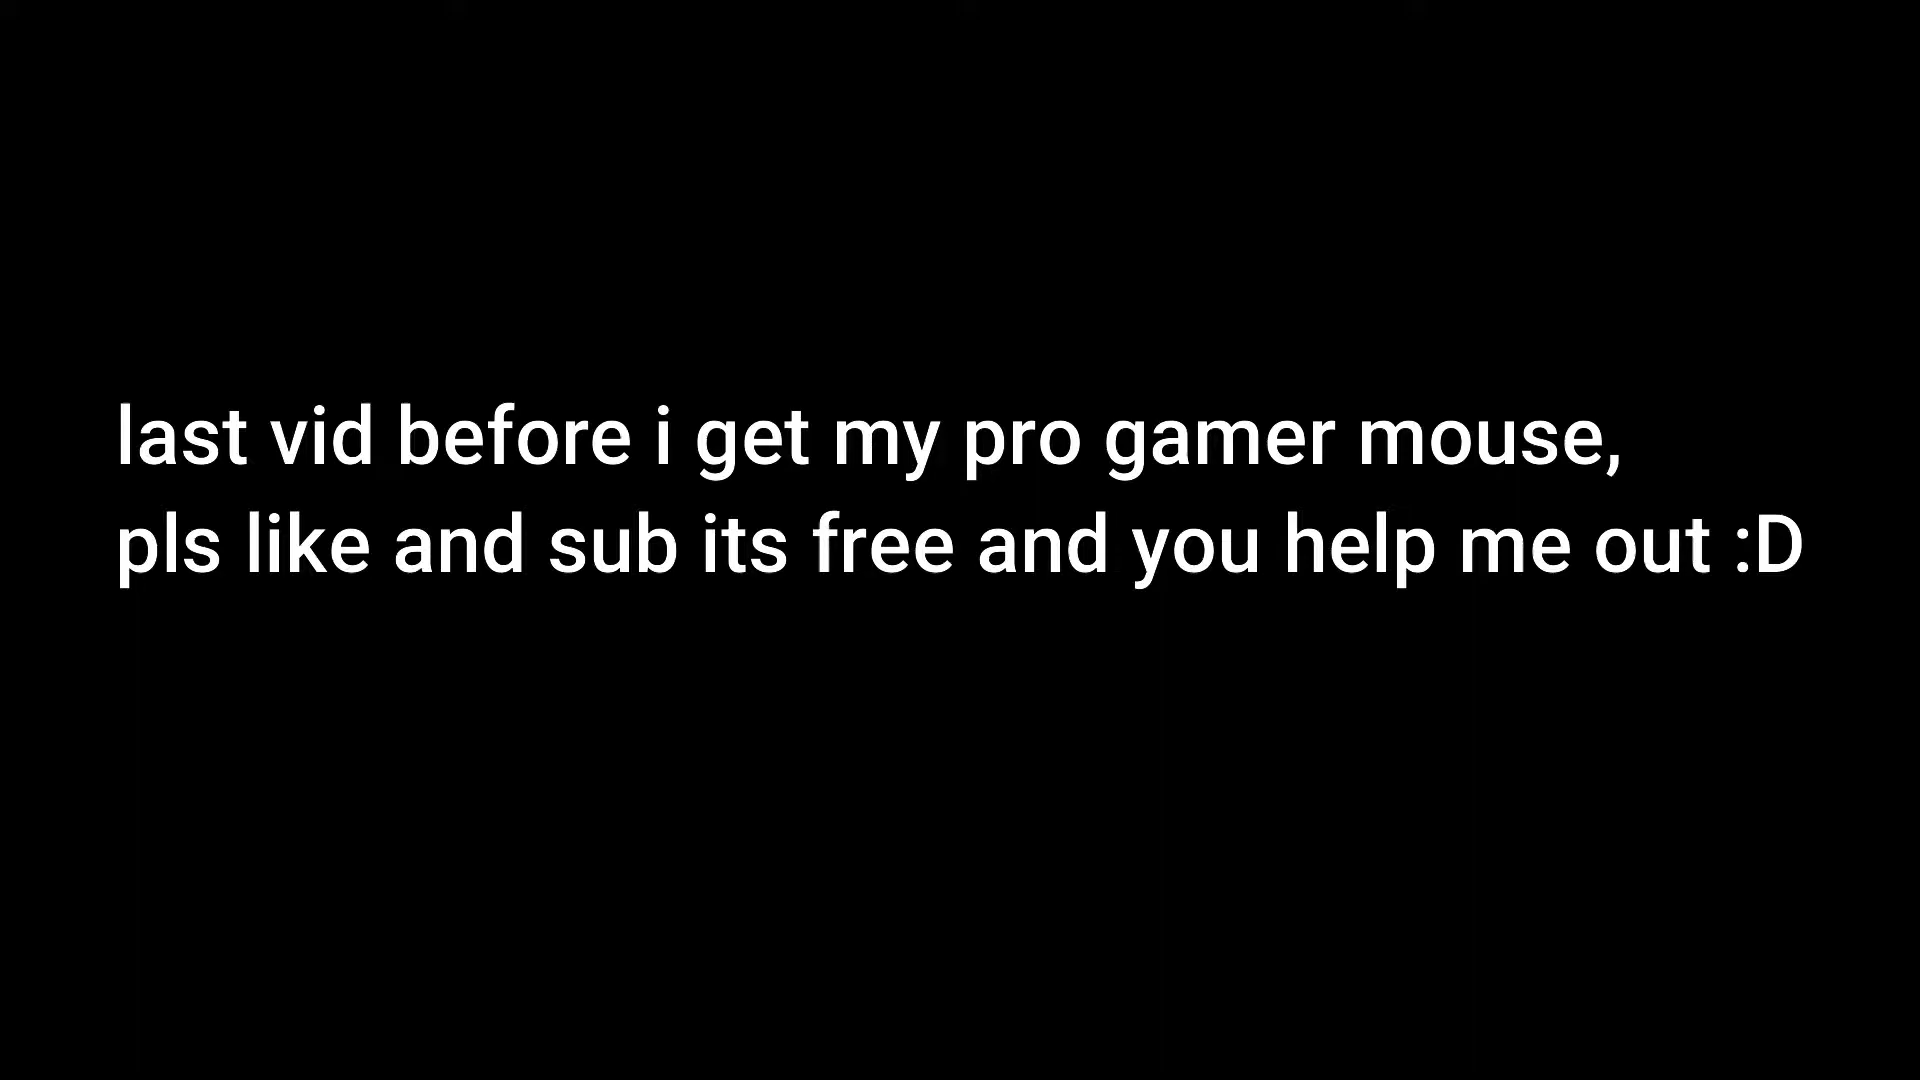 last vid before i get my pro gamer mouse,
pls like and sub its free and you help me out :D